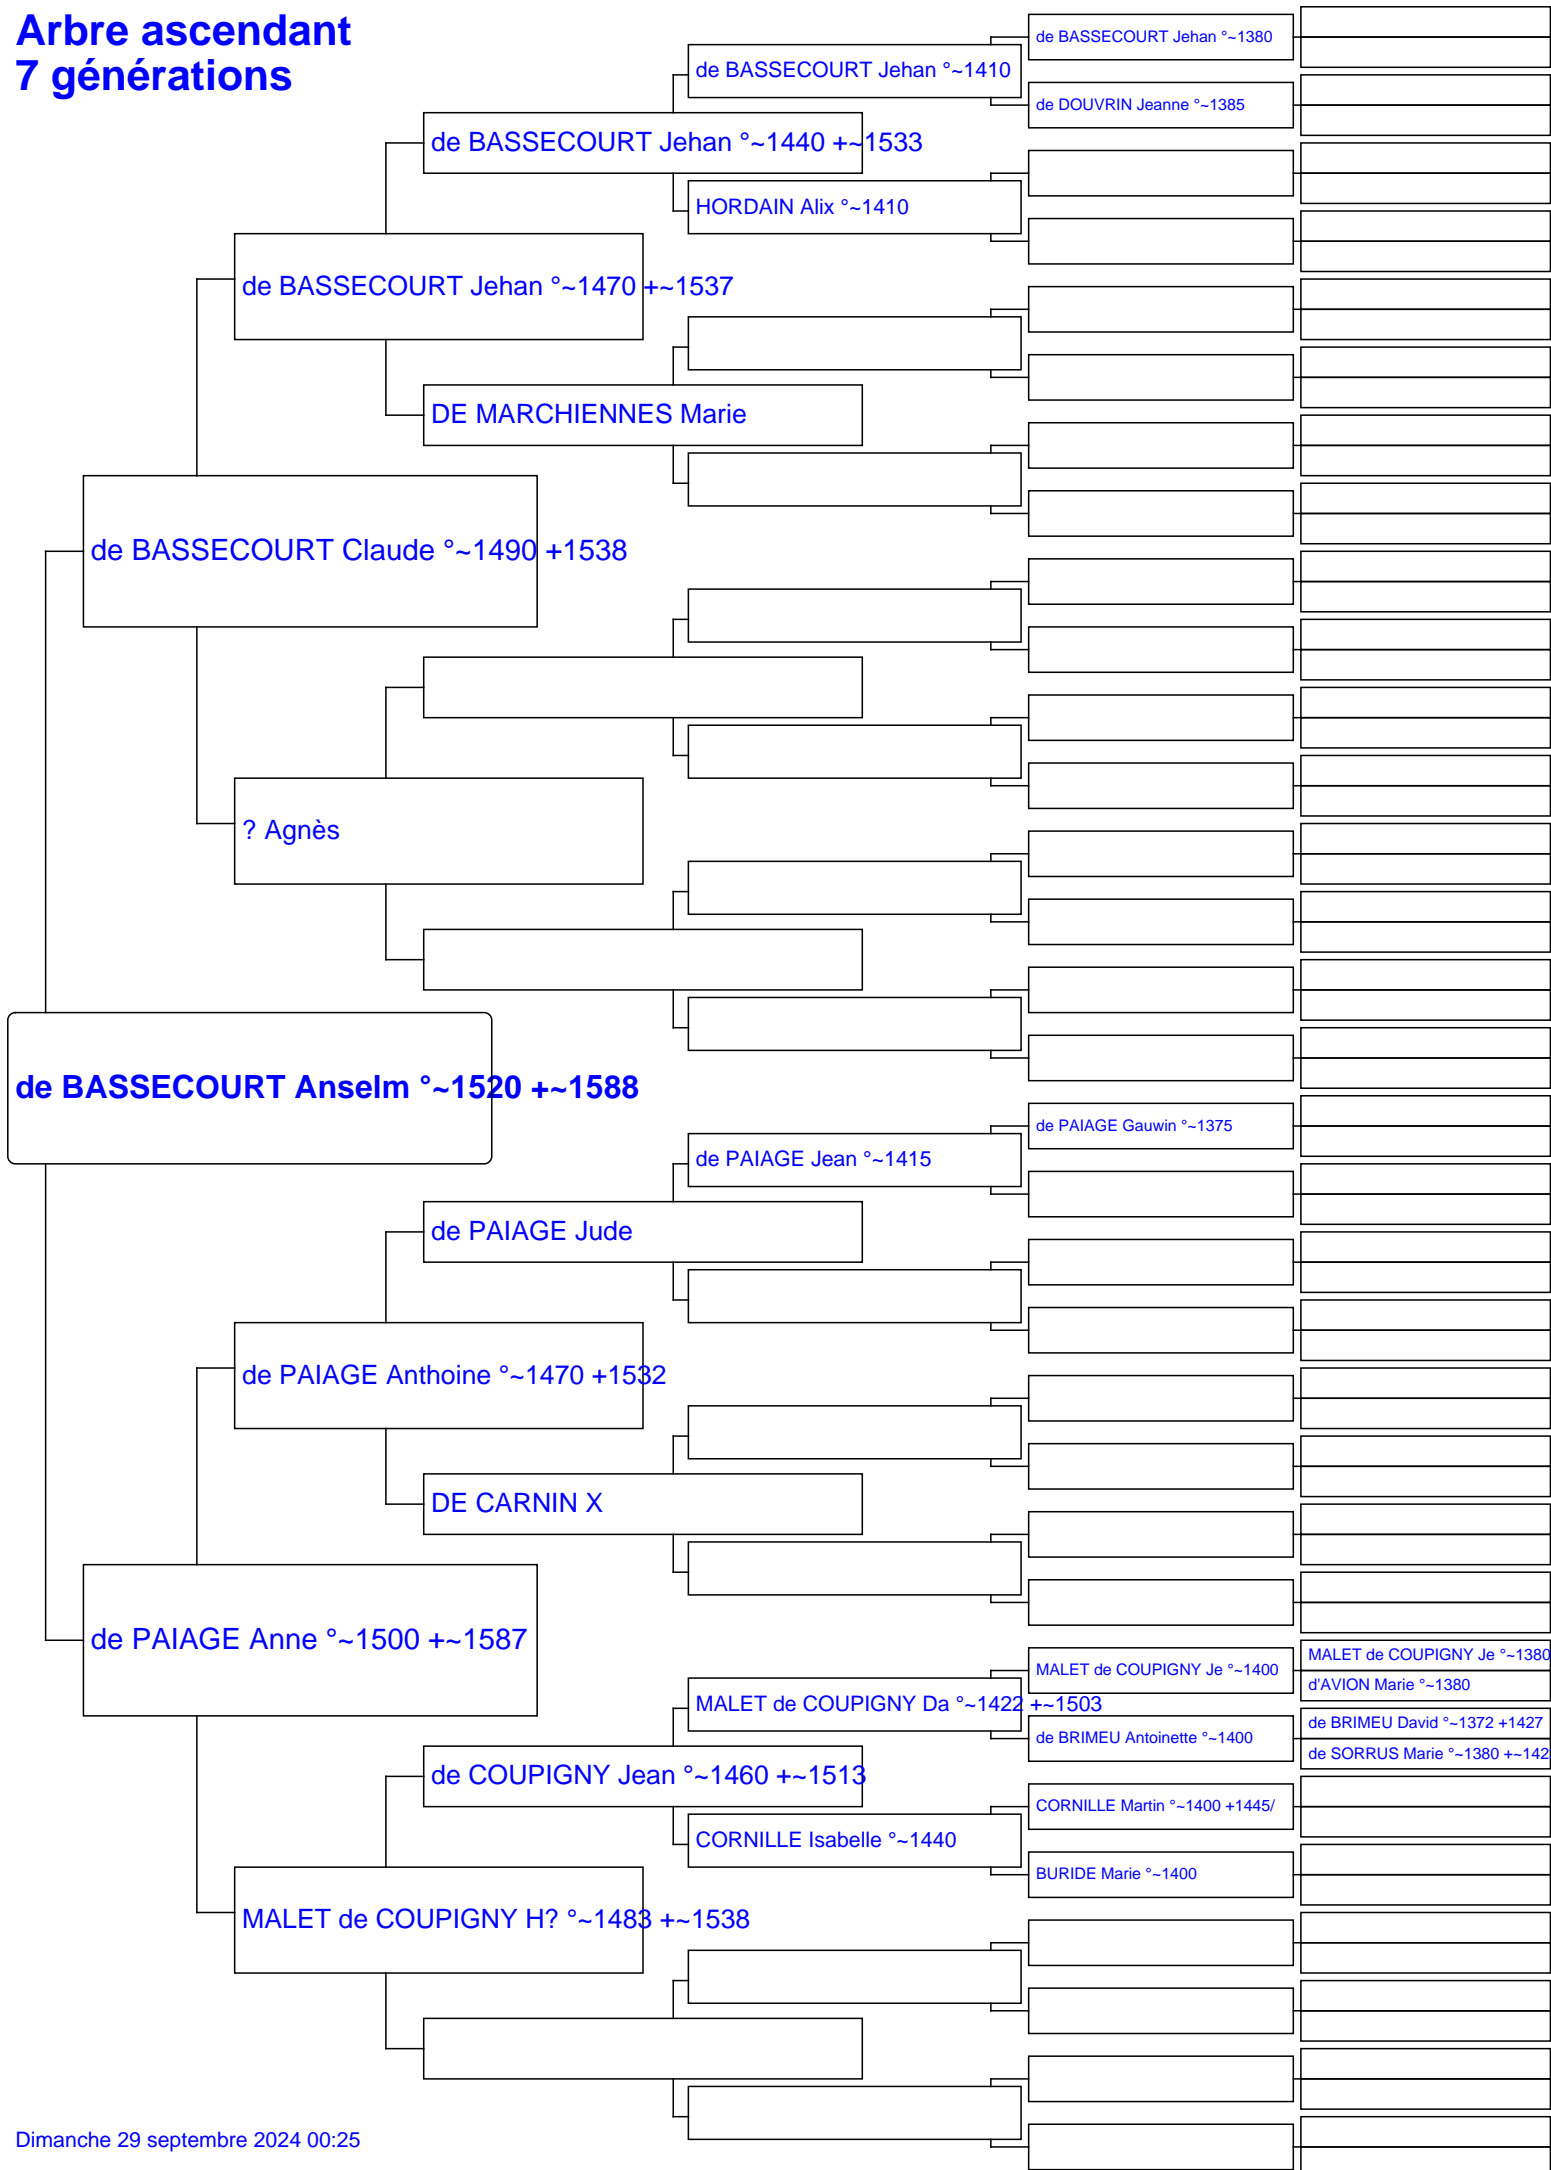 Arbre ascendant
7 générations
de BASSECOURT Jehan °~1380
de BASSECOURT Jehan °~1410
de DOUVRIN Jeanne °~1385
de BASSECOURT Jehan °~1440 +~1533
HORDAIN Alix °~1410
de BASSECOURT Jehan °~1470 +~1537
DE MARCHIENNES Marie
de BASSECOURT Claude °~1490 +1538
? Agnès
de BASSECOURT Anselm °~1520 +~1588
de PAIAGE Gauwin °~1375
de PAIAGE Jean °~1415
de PAIAGE Jude
de PAIAGE Anthoine °~1470 +1532
DE CARNIN X
de PAIAGE Anne °~1500 +~1587
MALET de COUPIGNY Je °~1380
MALET de COUPIGNY Je °~1400
d'AVION Marie °~1380
MALET de COUPIGNY Da °~1422 +~1503
de BRIMEU David °~1372 +1427
de BRIMEU Antoinette °~1400
de SORRUS Marie °~1380 +~142
de COUPIGNY Jean °~1460 +~1513
CORNILLE Martin °~1400 +1445/
CORNILLE Isabelle °~1440
BURIDE Marie °~1400
MALET de COUPIGNY H? °~1483 +~1538
Dimanche 29 septembre 2024 00:25